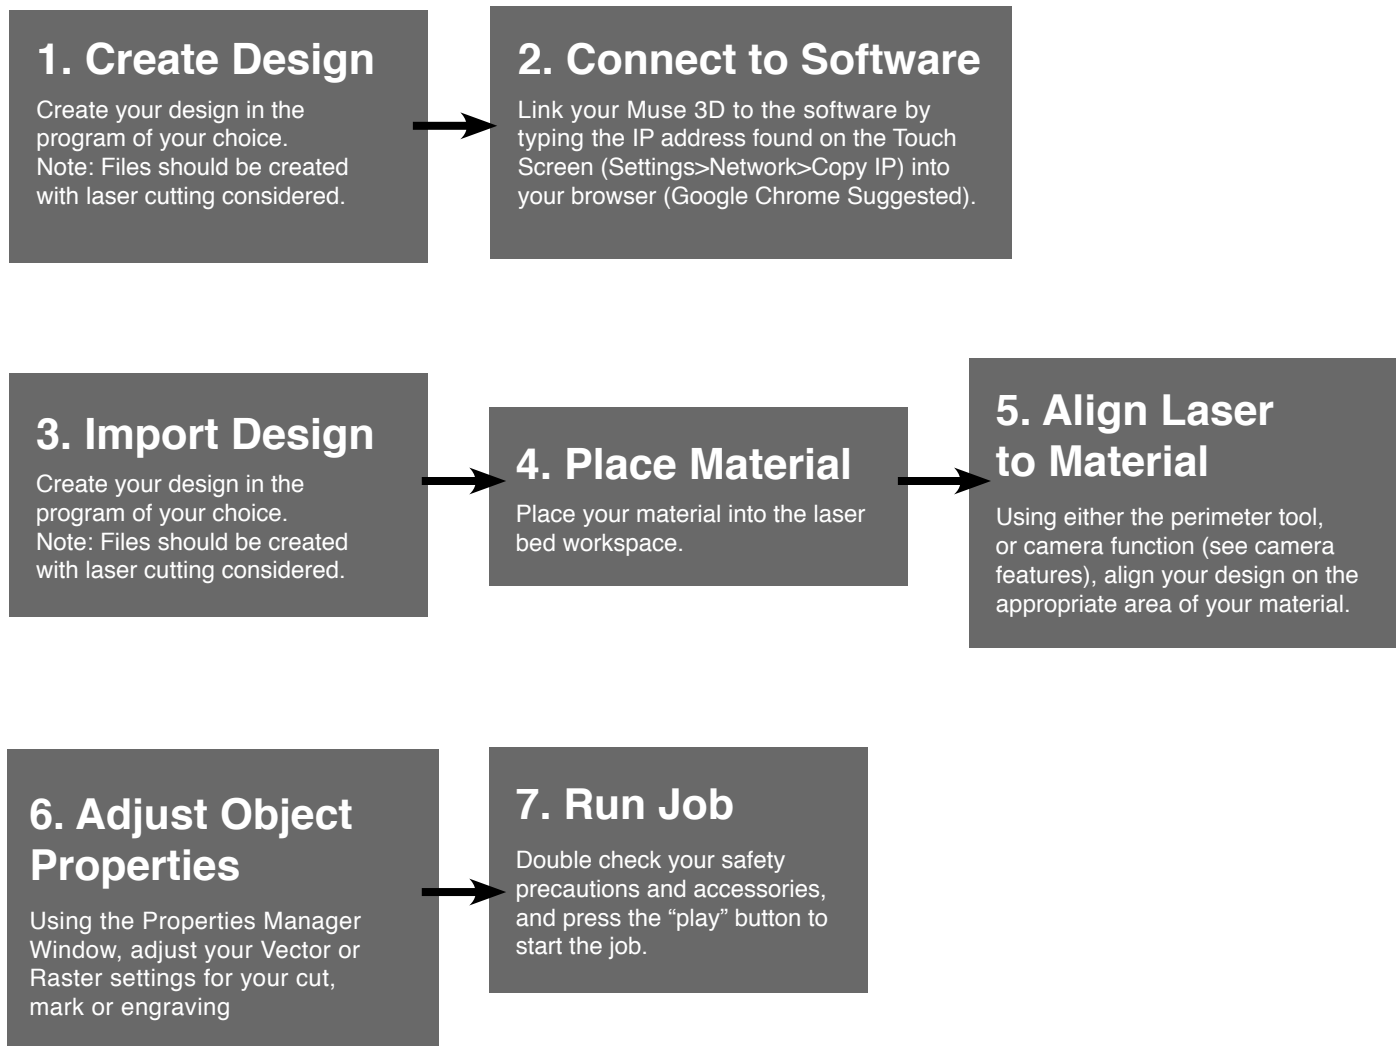 1. Create Design
Create your design in the
program of your choice.
Note: Files should be created
with laser cutting considered.
2. Connect to Software
Link your Muse 3D to the software by
typing the IP address found on the Touch
Screen (Settings>Network>Copy IP) into
your browser (Google Chrome Suggested).
3. Import Design
Create your design in the
program of your choice.
Note: Files should be created
with laser cutting considered.
4. Place Material
Place your material into the laser
bed workspace.
5. Align Laser
to Material
Using either the perimeter tool,
or camera function (see camera
features), align your design on the
appropriate area of your material.
6. Adjust Object
Properties
Using the Properties Manager
Window, adjust your Vector or
Raster settings for your cut,
mark or engraving
7. Run Job
Double check your safety
precautions and accessories,
and press the “play” button to
start the job.